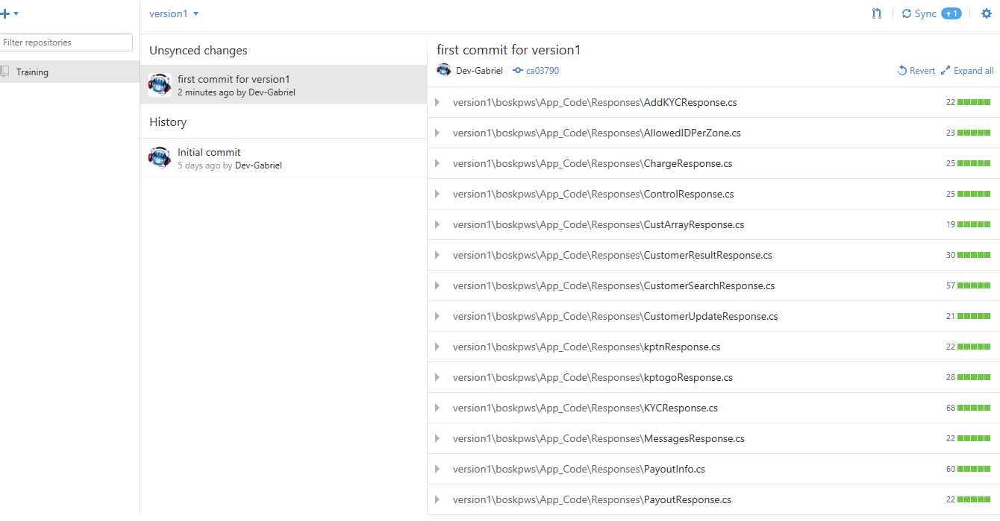 version1
Sync
+1
Filter repositories
Training
Unsynced changes
first commit for version1
2 minutes ago by Dev-Gabriel
History
Initial commit
5 days ago by Dev-Gabriel
first commit for version1
Dev-Gabriel ca03790
Revert Expand all
version1\boskpws\App_Code\Responses\AddKYCResponse.cs 22
version1\boskpws\App_Code\Responses\AllowedIDPerZone.cs 23
version1\boskpws\App_Code\Responses\ChargeResponse.cs 25
version1\boskpws\App_Code\Responses\ControlResponse.cs 25
version1\boskpws\App_Code\Responses\CustArrayResponse.cs 19
version1\boskpws\App_Code\Responses\CustomerResultResponse.cs 30
version1\boskpws\App_Code\Responses\CustomerSearchResponse.cs 57
version1\boskpws\App_Code\Responses\CustomerUpdateResponse.cs 21
version1\boskpws\App_Code\Responses\kptnResponse.cs 22
version1\boskpws\App_Code\Responses\kptogoResponse.cs 28
version1\boskpws\App_Code\Responses\KYCResponse.cs 68
version1\boskpws\App_Code\Responses\MessagesResponse.cs 22
version1\boskpws\App_Code\Responses\PayoutInfo.cs 60
version1\boskpws\App_Code\Responses\PayoutResponse.cs 22